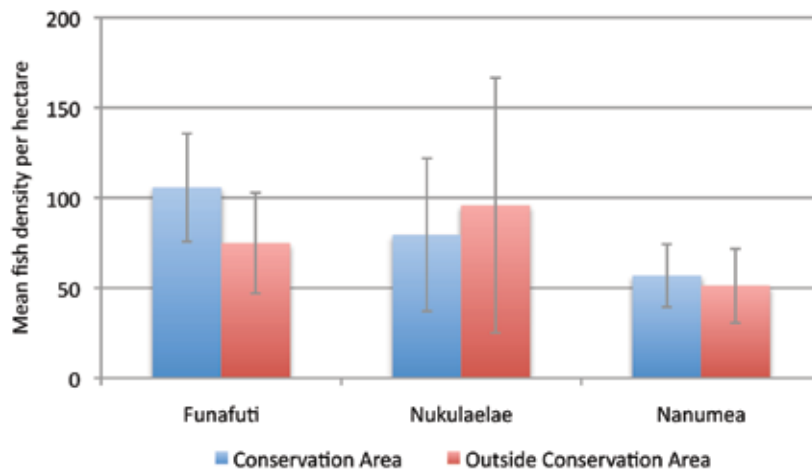 Mean fish density per hectare
200
150
100
50
0
Funafuti Nukulaelae Nanumea
Conservation Area Outside Conservation Area